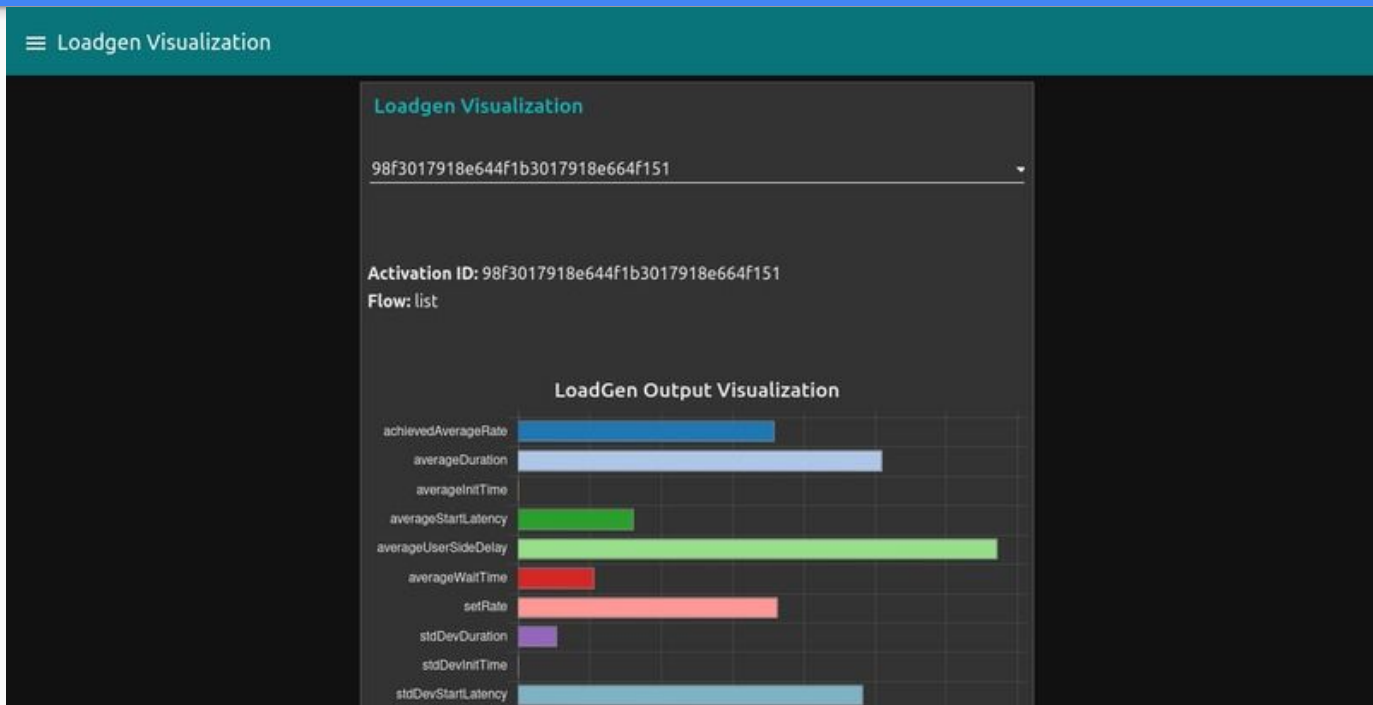 Loadgen Visualization
Loadgen Visualization
98f3017918e644f1b3017918e664f151
Activation ID: 98f3017918e644f1b3017918e664f151
Flow: list
LoadGen Output Visualization
achievedAverageRate
averageDuration
averageInitTime
averageStartLatency
averageUserSideDelay
averageWaitTime
setRate
stdDevDuration
stdDevInitTime
stdDevStartLatency